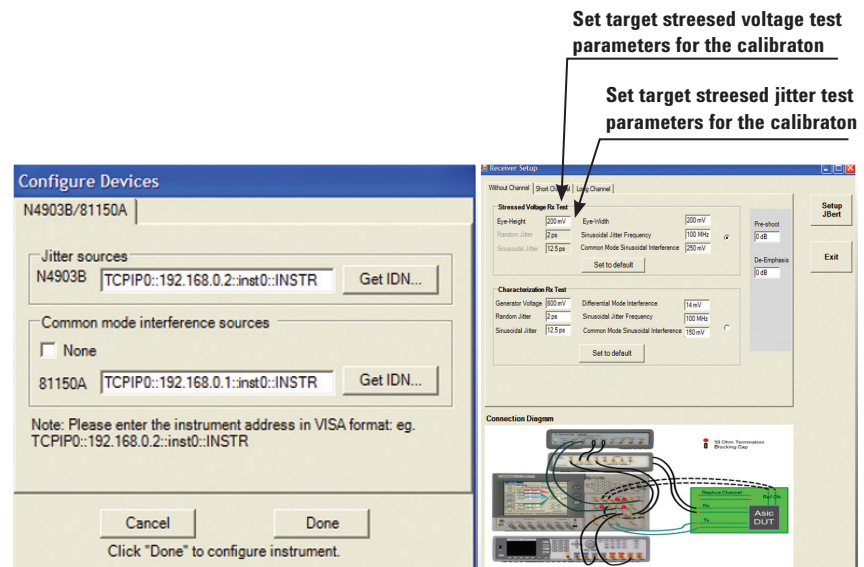 Set target streesed voltage test
parameters for the calibraton
Set target streesed jitter test
parameters for the calibraton
Configure Devices
N4903B/81150A
Jitter sources
N4903B TCPIP0::192.168.0.2::inst0::INSTR Get IDN...
Common mode interference sources
None
81150A TCPIP0::192.168.0.1::inst0::INSTR Get IDN...
Note: Please enter the instrument address in VISA format: eg.
TCPIP0::192.168.0.2::inst0::INSTR
Cancel Done
Click "Done" to configure instrument.
Receiver Setup
Without Channel Short Channel Long Channel
Stressed Voltage Rx Test
Eye-Height 200 mV Eye-Width 200 mV
Random Jitter 2 ps Sinusoidal Jitter Frequency 100 MHz
Sinusoidal Jitter 12.5 ps Common Mode Sinusoidal Interference 250 mV
Set to default
Characterization Rx Test
Generator Voltage 800 mV Differential Mode Interference 14 mV
Random Jitter 2 ps Sinusoidal Jitter Frequency 100 MHz
Sinusoidal Jitter 12.5 ps Common Mode Sinusoidal Interference 150 mV
Set to default
Pre-shoot
0 dB
De-Emphasis
0 dB
Setup
JBert
Exit
Connection Diagram
50 Ohm Termination
Blocking Cap
Replica Channel
Ref Clk
Rx
Tx
Asic
DUT